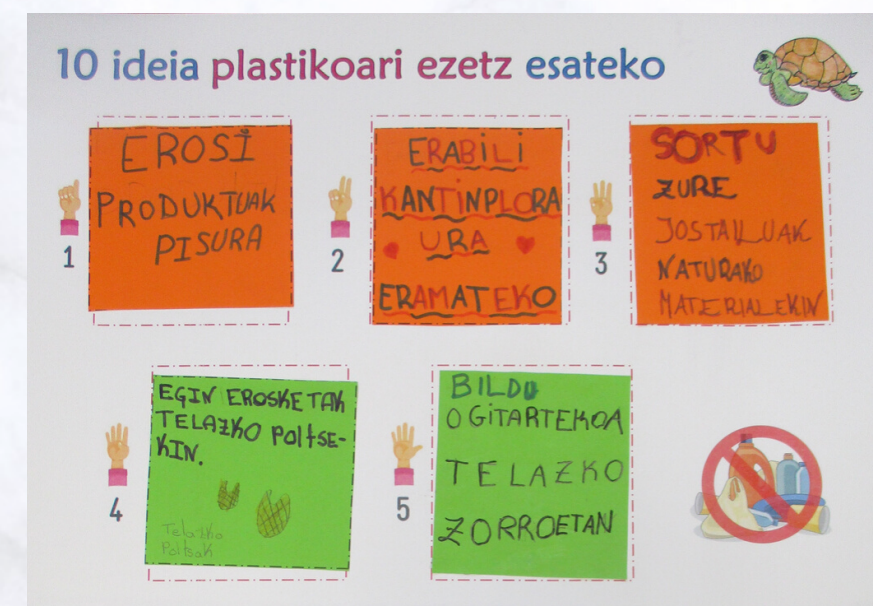 10 ideia plastikoari ezetz esateko
EROSI
PRODUKTUAK
PISURA
1
ERABiLi
KANTiNPLORA
URA
ERAMATEKO
2
SORTU
ZURE
JOSTAILUAK
NATURAKO
MATERIALEKIN
3
EGIN EROSKETAK
TELAZKO POltSE-
KIN.
Telazko
Poltsak
4
BILDU
OGiTARTEKOA
TELAZKO
ZORROETAN
5